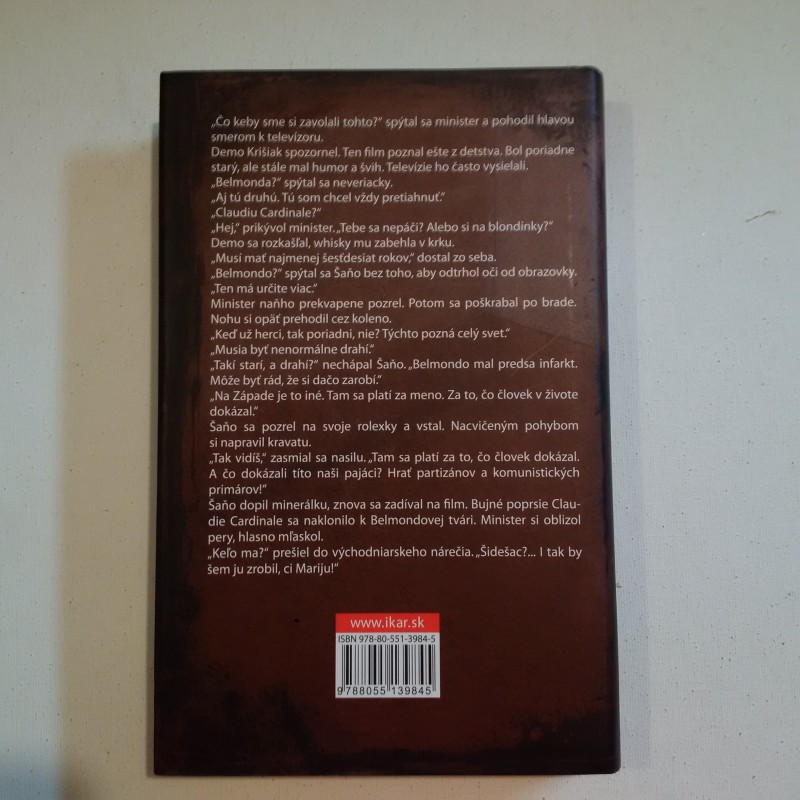 „Čo keby sme si zavolali tohto?“ spýtal sa minister a pohodil hlavou
smerom k televízoru.
Demo Krišiak spozornel. Ten film poznal ešte z detstva. Bol poriadne
starý, ale stále mal humor a švih. Televízie ho často vysielali.
„Belmonda?“ spýtal sa neveriacky.
„Aj tú druhú. Tú som chcel vždy pretiahnuť.“
„Claudiu Cardinale?“
„Hej,“ prikývol minister. „Tebe sa nepáči? Alebo si na blondínky?“
Demo sa rozkašľal, whisky mu zabehla v krku.
„Musí mať najmenej šesťdesiat rokov,“ dostal zo seba.
„Belmondo?“ spýtal sa Šaňo bez toho, aby odtrhol oči od obrazovky.
„Ten má určite viac.“
Minister naňho prekvapene pozrel. Potom sa poškrabal po brade.
Nohu si opäť prehodil cez koleno.
„Keď už herci, tak poriadni, nie? Týchto pozná celý svet.“
„Musia byť nenormálne drahí.“
„Takí starí, a drahí?“ nechápal Šaňo. „Belmondo mal predsa infarkt.
Môže byť rád, že si dačo zarobí.“
„Na Západe je to iné. Tam sa platí za meno. Za to, čo človek v živote
dokázal.“
Šaňo sa pozrel na svoje rolexky a vstal. Nacvičeným pohybom
si napravil kravatu.
„Tak vidíš,“ zasmial sa nasilu. „Tam sa platí za to, čo človek dokázal.
A čo dokázali títo naši pajáci? Hrať partizánov a komunistických
primárov!“
Šaňo dopil minerálku, znova sa zadíval na film. Bujné poprsie Clau-
die Cardinale sa naklonilo k Belmondovej tvári. Minister si oblizol
pery, hlasno mľaskol.
„Keľo ma?“ prešiel do východniarskeho nárečia. „Šidešac?... I tak by
šem ju zrobil, ci Mariju!“
www.ikar.sk
ISBN 978-80-551-3984-5
9 788055 139845